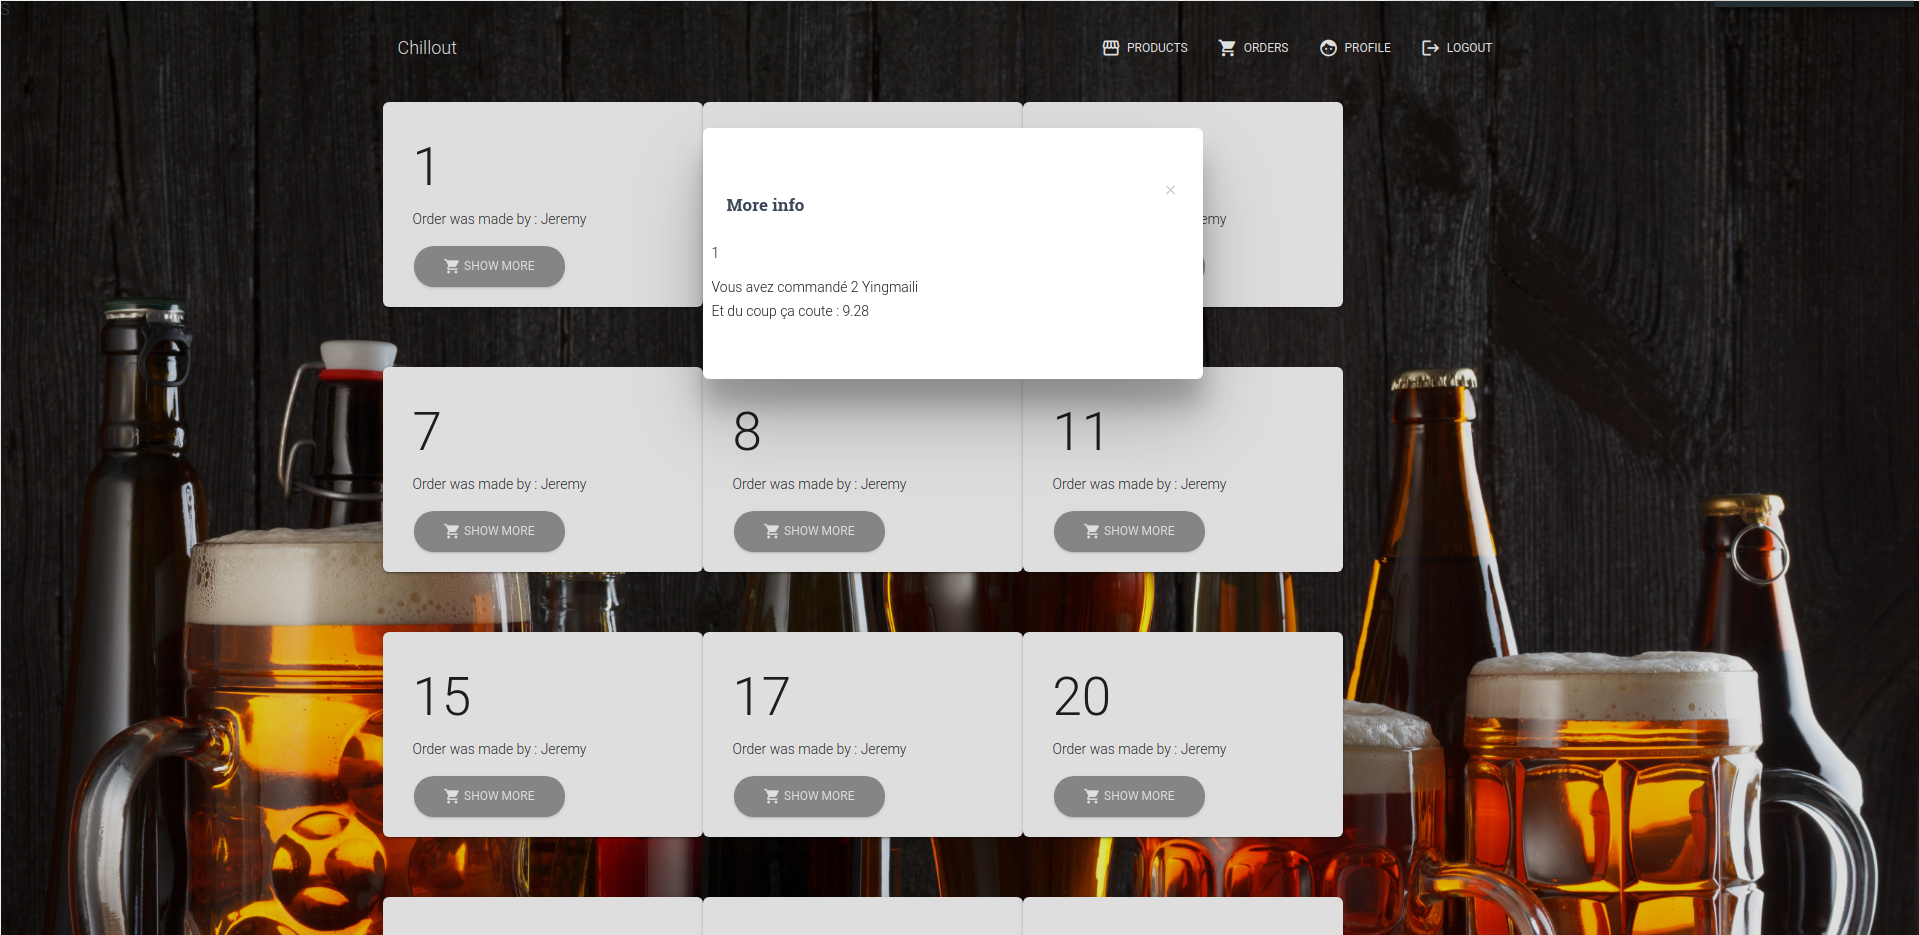 Chillout
PRODUCTS
ORDERS
PROFILE
LOGOUT
1
Order was made by : Jeremy
SHOW MORE
More info
×
1
Vous avez commandé 2 Yingmaili
Et du coup ça coute : 9.28
7
Order was made by : Jeremy
SHOW MORE
8
Order was made by : Jeremy
SHOW MORE
11
Order was made by : Jeremy
SHOW MORE
15
Order was made by : Jeremy
SHOW MORE
17
Order was made by : Jeremy
SHOW MORE
20
Order was made by : Jeremy
SHOW MORE